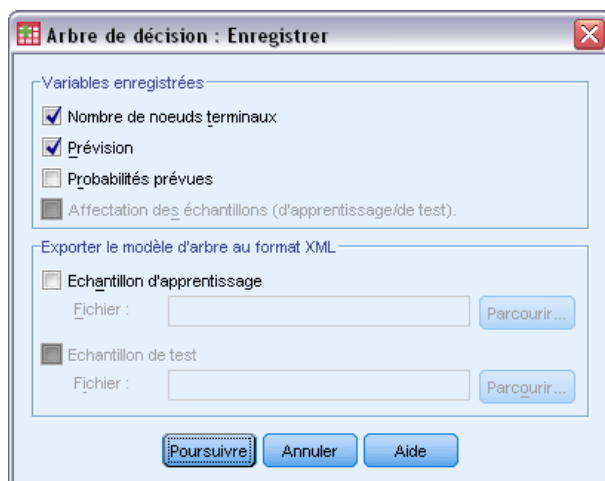 Arbre de décision : Enregistrer
Variables enregistrées
Nombre de noeuds terminaux
Prévision
Probabilités prévues
Affectation des échantillons (d'apprentissage/de test).
Exporter le modèle d'arbre au format XML
Echantillon d'apprentissage
Fichier :
Parcourir...
Echantillon de test
Fichier :
Parcourir...
Poursuivre Annuler Aide